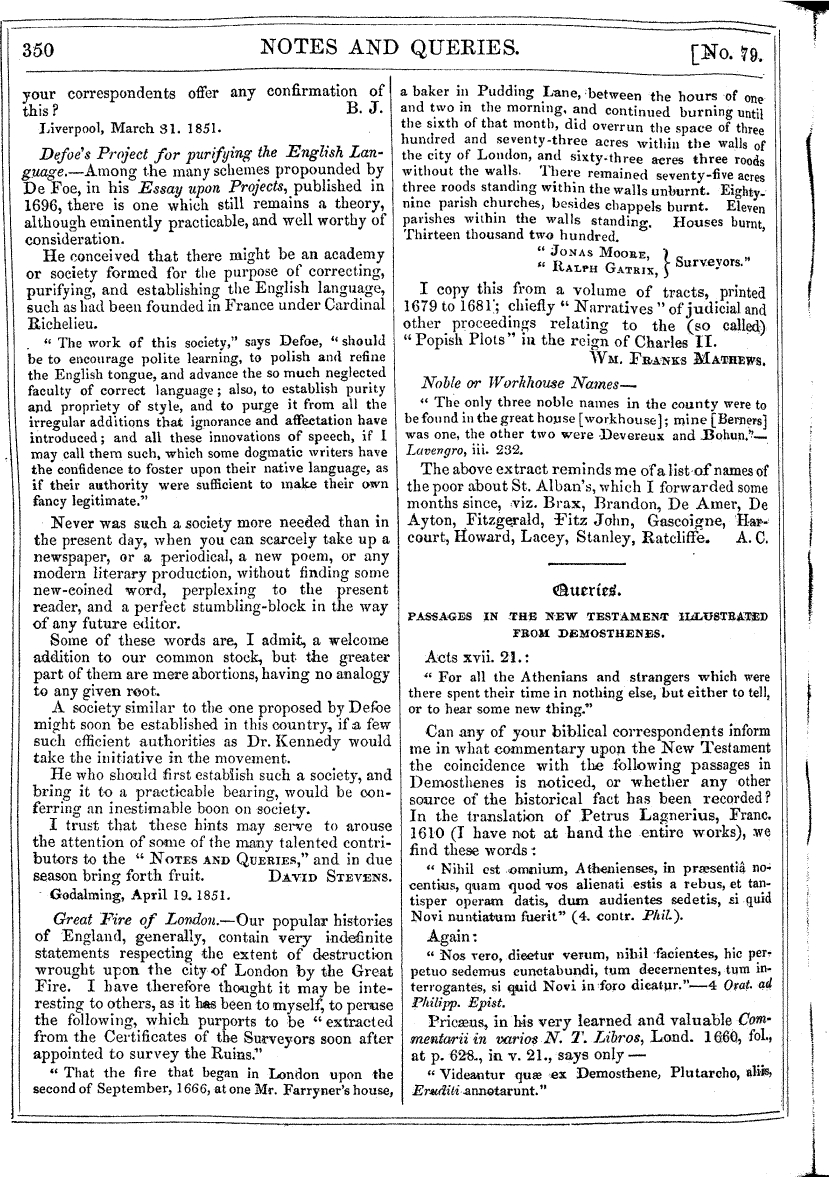 350 NOTES AND QUERIES. [No. 79.
your correspondents offer any confirmation of
this? B. J.
Liverpool, March 31. 1851.
Defoe's Project for purifying the English Lan-
guage.—Among the many schemes propounded by
De Foe, in his Essay upon Projects, published in
1696, there is one which still remains a theory,
although eminently practicable, and well worthy of
consideration.
He conceived that there might be an academy
or society formed for the purpose of correcting,
purifying, and establishing the English language,
such as had been founded in France under Cardinal
Richelieu.
"The work of this society," says Defoe, "should
be to encourage polite learning, to polish and refine
the English tongue, and advance the so much neglected
faculty of correct language; also, to establish purity
and propriety of style, and to purge it from all the
irregular additions that ignorance and affectation have
introduced; and all these innovations of speech, if I
may call them such, which some dogmatic writers have
the confidence to foster upon their native language, as
if their authority were sufficient to make their own
fancy legitimate."
Never was such a society more needed than in
the present day, when you can scarcely take up a
newspaper, or a periodical, a new poem, or any
modern literary production, without finding some
new-coined word, perplexing to the present
reader, and a perfect stumbling-block in the way
of any future editor.
Some of these words are, I admit, a welcome
addition to our common stock, but the greater
part of them are mere abortions, having no analogy
to any given root.
A society similar to the one proposed by Defoe
might soon be established in this country, if a few
such efficient authorities as Dr. Kennedy would
take the initiative in the movement.
He who should first establish such a society, and
bring it to a practicable bearing, would be con-
ferring an inestimable boon on society.
I trust that these hints may serve to arouse
the attention of some of the many talented contri-
butors to the "NOTES AND QUERIES," and in due
season bring forth fruit. DAVID STEVENS.
Godalming, April 19. 1851.
Great Fire of London.—Our popular histories
of England, generally, contain very indefinite
statements respecting the extent of destruction
wrought upon the city of London by the Great
Fire. I have therefore thought it may be inte-
resting to others, as it has been to myself, to peruse
the following, which purports to be "extracted
from the Certificates of the Surveyors soon after
appointed to survey the Ruins."
"That the fire that began in London upon the
second of September, 1666, at one Mr. Farryner's house,
a baker in Pudding Lane, between the hours of one
and two in the morning, and continued burning until
the sixth of that month, did overrun the space of three
hundred and seventy-three acres within the walls of
the city of London, and sixty-three acres three roods
without the walls. There remained seventy-five acres
three roods standing within the walls unburnt. Eighty-
nine parish churches, besides chappels burnt. Eleven
parishes within the walls standing. Houses burnt,
Thirteen thousand two hundred.
"JONAS MOORE, } Surveyors."
"RALPH GATRIX,
I copy this from a volume of tracts, printed
1679 to 1681; chiefly "Narratives" of judicial and
other proceedings relating to the (so called)
"Popish Plots" in the reign of Charles II.
WM. FRANKS MATHEWS.
Noble or Workhouse Names—
"The only three noble names in the county were to
be found in the great house [workhouse]; mine [Berners]
was one, the other two were Devereux and Bohun."—
Lavengro, iii. 232.
The above extract reminds me of a list of names of
the poor about St. Alban's, which I forwarded some
months since, viz. Brax, Brandon, De Amer, De
Ayton, Fitzgerald, Fitz John, Gascoigne, Har-
court, Howard, Lacey, Stanley, Ratcliffe. A. C.
Queries.
PASSAGES IN THE NEW TESTAMENT ILLUSTRATED
FROM DEMOSTHENES.
Acts xvii. 21.:
"For all the Athenians and strangers which were
there spent their time in nothing else, but either to tell,
or to hear some new thing."
Can any of your biblical correspondents inform
me in what commentary upon the New Testament
the coincidence with the following passages in
Demosthenes is noticed, or whether any other
source of the historical fact has been recorded?
In the translation of Petrus Lagnerius, Franc.
1610 (I have not at hand the entire works), we
find these words:
"Nihil est omnium, Athenienses, in præsentiâ no-
centius, quam quod vos alienati estis a rebus, et tan-
tisper operam datis, dum audientes sedetis, si quid
Novi nuntiatum fuerit" (4. contr. Phil.).
Again:
"Nos vero, dicetur verum, nihil facientes, hic per-
petuo sedemus cunctabundi, tum decernentes, tum in-
terrogantes, si quid Novi in foro dicatur."—4 Orat. ad
Philipp. Epist.
Pricæus, in his very learned and valuable Com-
mentarii in varios N. T. Libros, Lond. 1660, fol.,
at p. 628., in v. 21., says only—
"Videantur quæ ex Demosthene, Plutarcho, aliis,
Eruditi annotarunt."